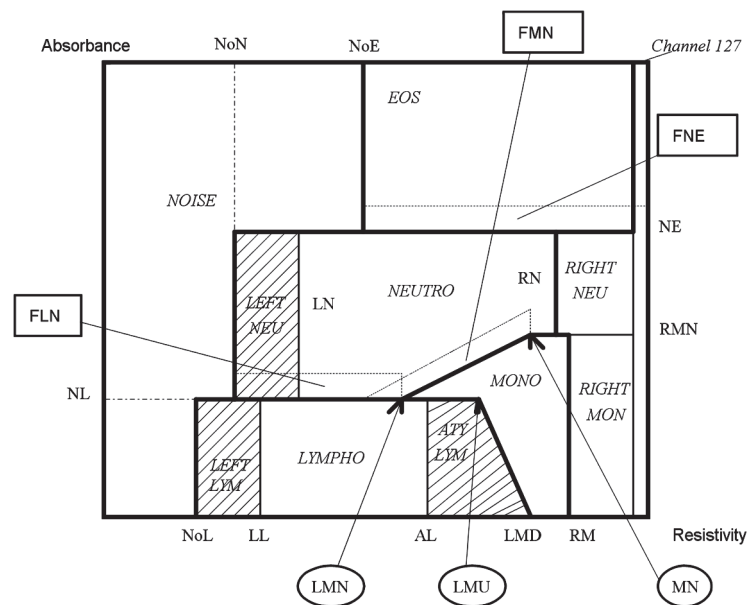 FMN
Absorbance
NoN
NoE
Channel 127
EOS
FNE
NOISE
NE
LEFT
NEU
LN
NEUTRO
RN
RIGHT
NEU
FLN
RMN
NL
MONO
RIGHT
MON
LEFT
LYM
LYMPHO
ATY
LYM
NoL
LL
AL
LMD
RM
Resistivity
LMN
LMU
MN